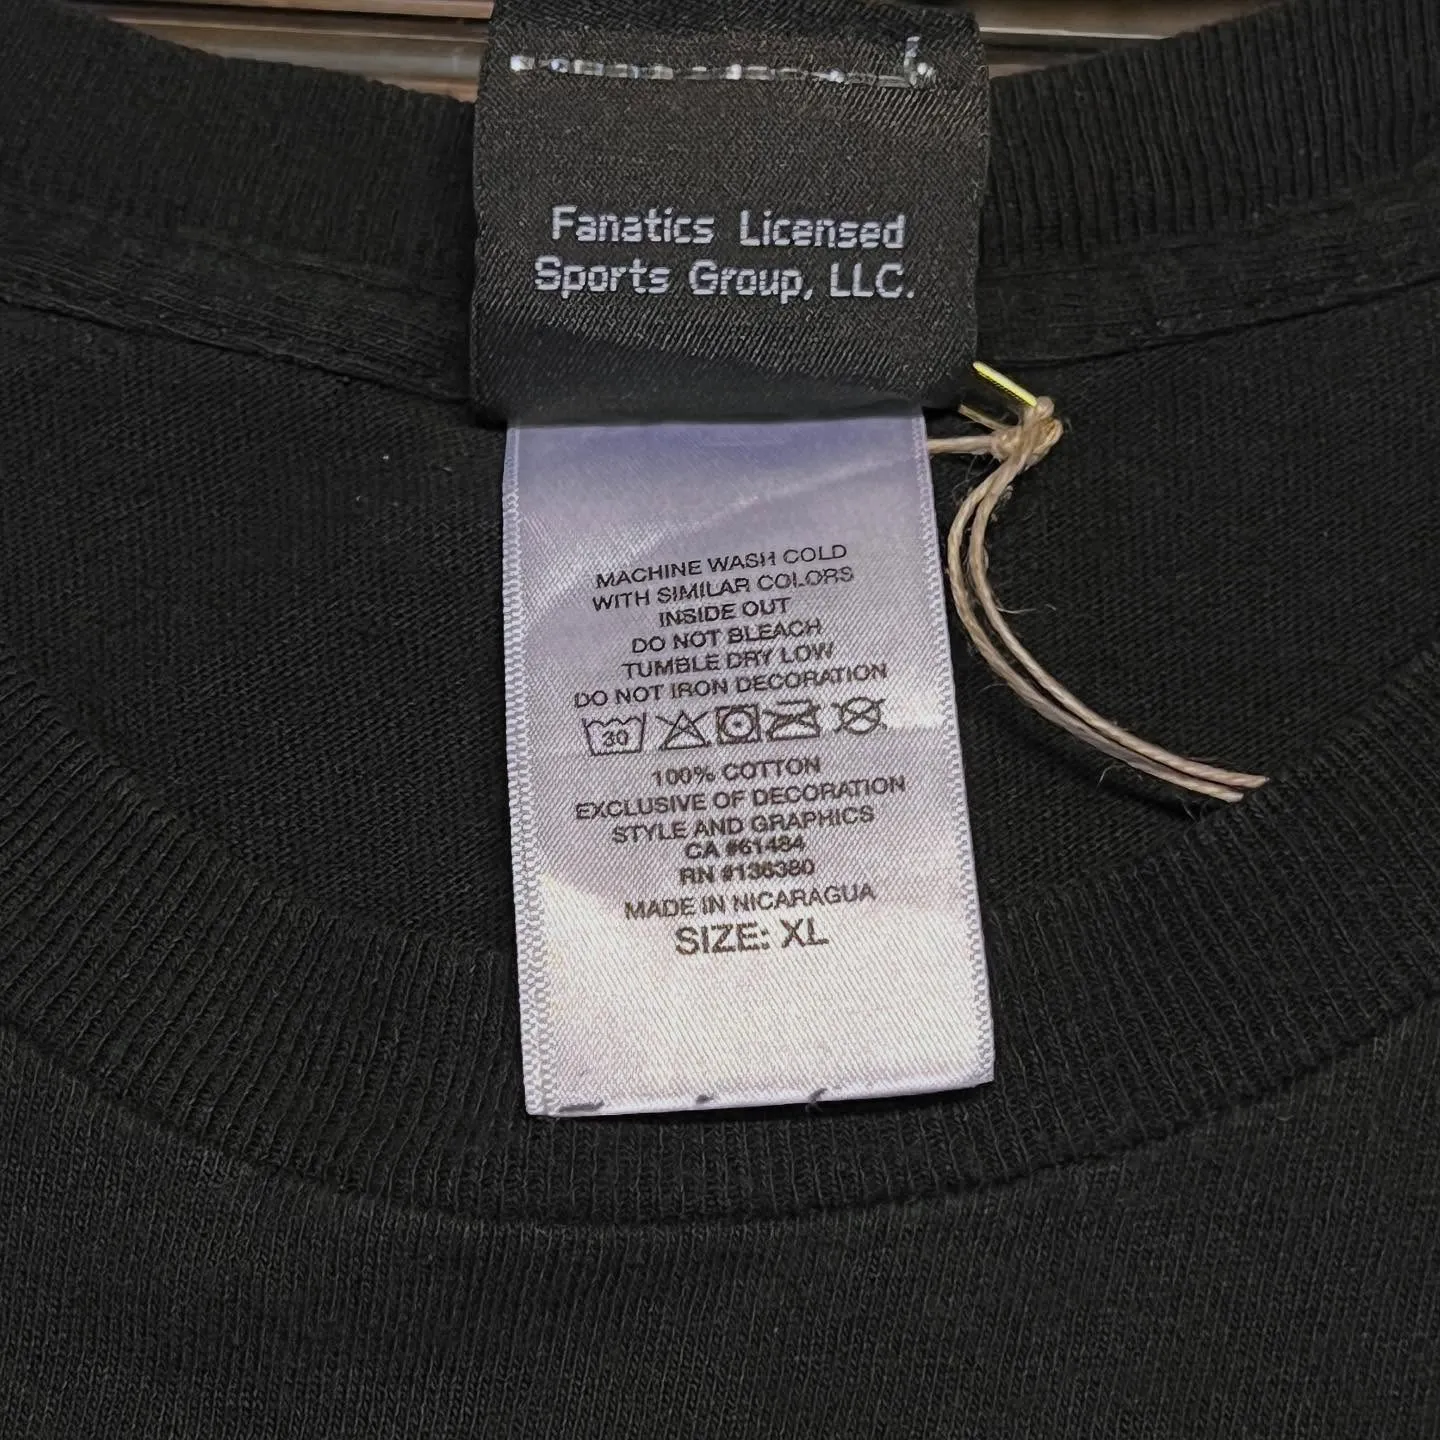 Fanatics Licensed
Sports Group, LLC.
MACHINE WASH COLD
WITH SIMILAR COLORS
INSIDE OUT
DO NOT BLEACH
TUMBLE DRY LOW
DO NOT IRON DECORATION
30
100% COTTON
EXCLUSIVE OF DECORATION
STYLE AND GRAPHICS
CA #61484
RN #136380
MADE IN NICARAGUA
SIZE: XL